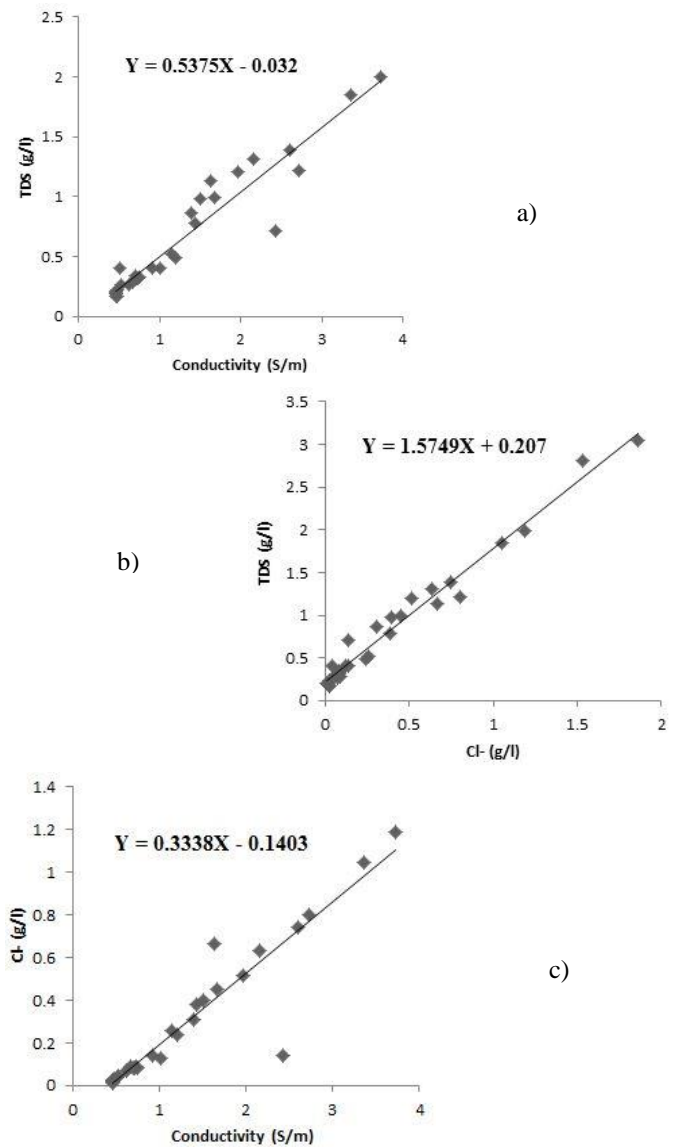 Y = 0.5375X - 0.032
2.5
2
1.5
1
0.5
0
TDS (g/l)
0 1 2 3 4
Conductivity (S/m)
a)
Y = 1.5749X + 0.207
3.5
3
2.5
2
1.5
1
0.5
0
TDS (g/l)
0 0.5 1 1.5 2
Cl- (g/l)
b)
Y = 0.3338X - 0.1403
1.4
1.2
1
0.8
0.6
0.4
0.2
0
Cl- (g/l)
0 1 2 3 4
Conductivity (S/m)
c)